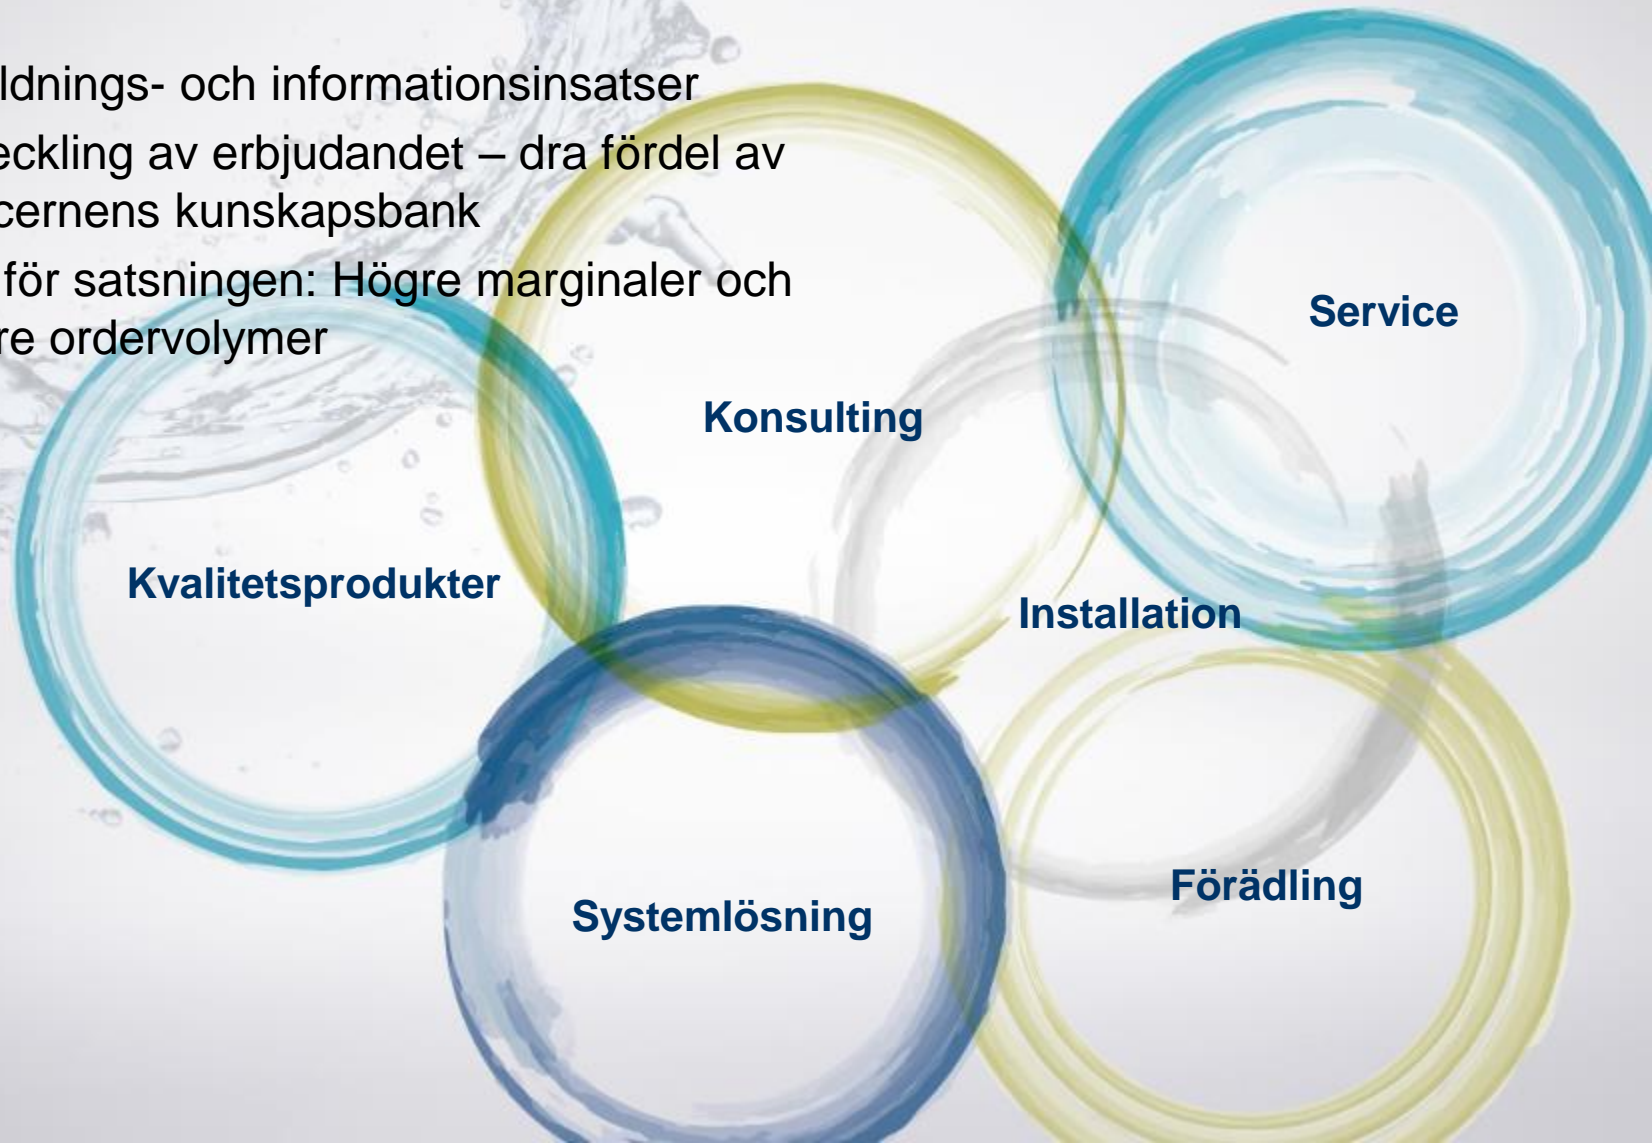 ldnings- och informationsinsatser
eckling av erbjudandet – dra fördel av
cernens kunskapsbank
för satsningen: Högre marginaler och
re ordervolymer
Service
Konsulting
Kvalitetsprodukter
Installation
Förädling
Systemlösning